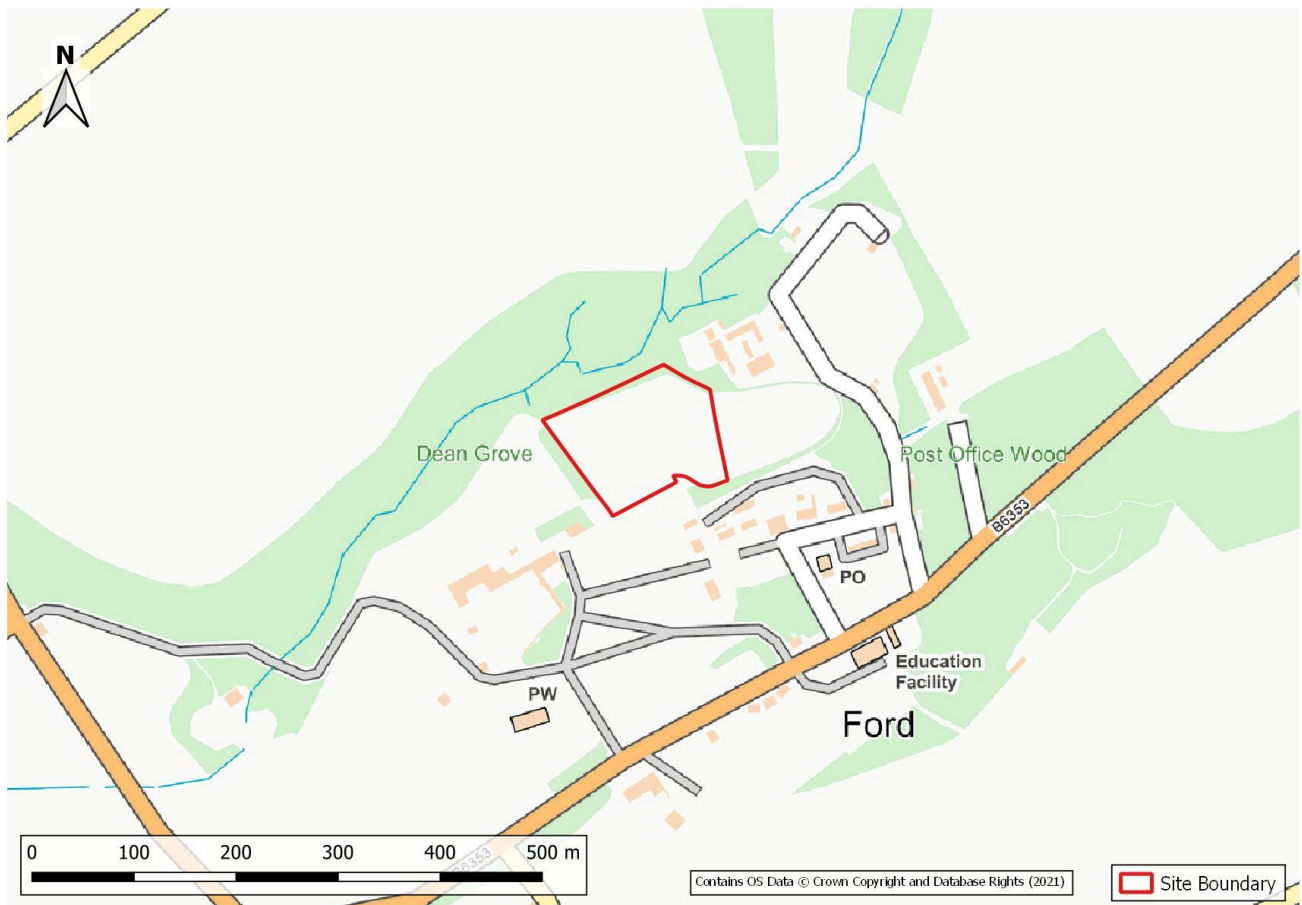 N
Dean Grove
Post Office Wood
B6353
PO
Education
Facility
PW
Ford
B6353
0 100 200 300 400 500 m
Contains OS Data © Crown Copyright and Database Rights (2021)
Site Boundary